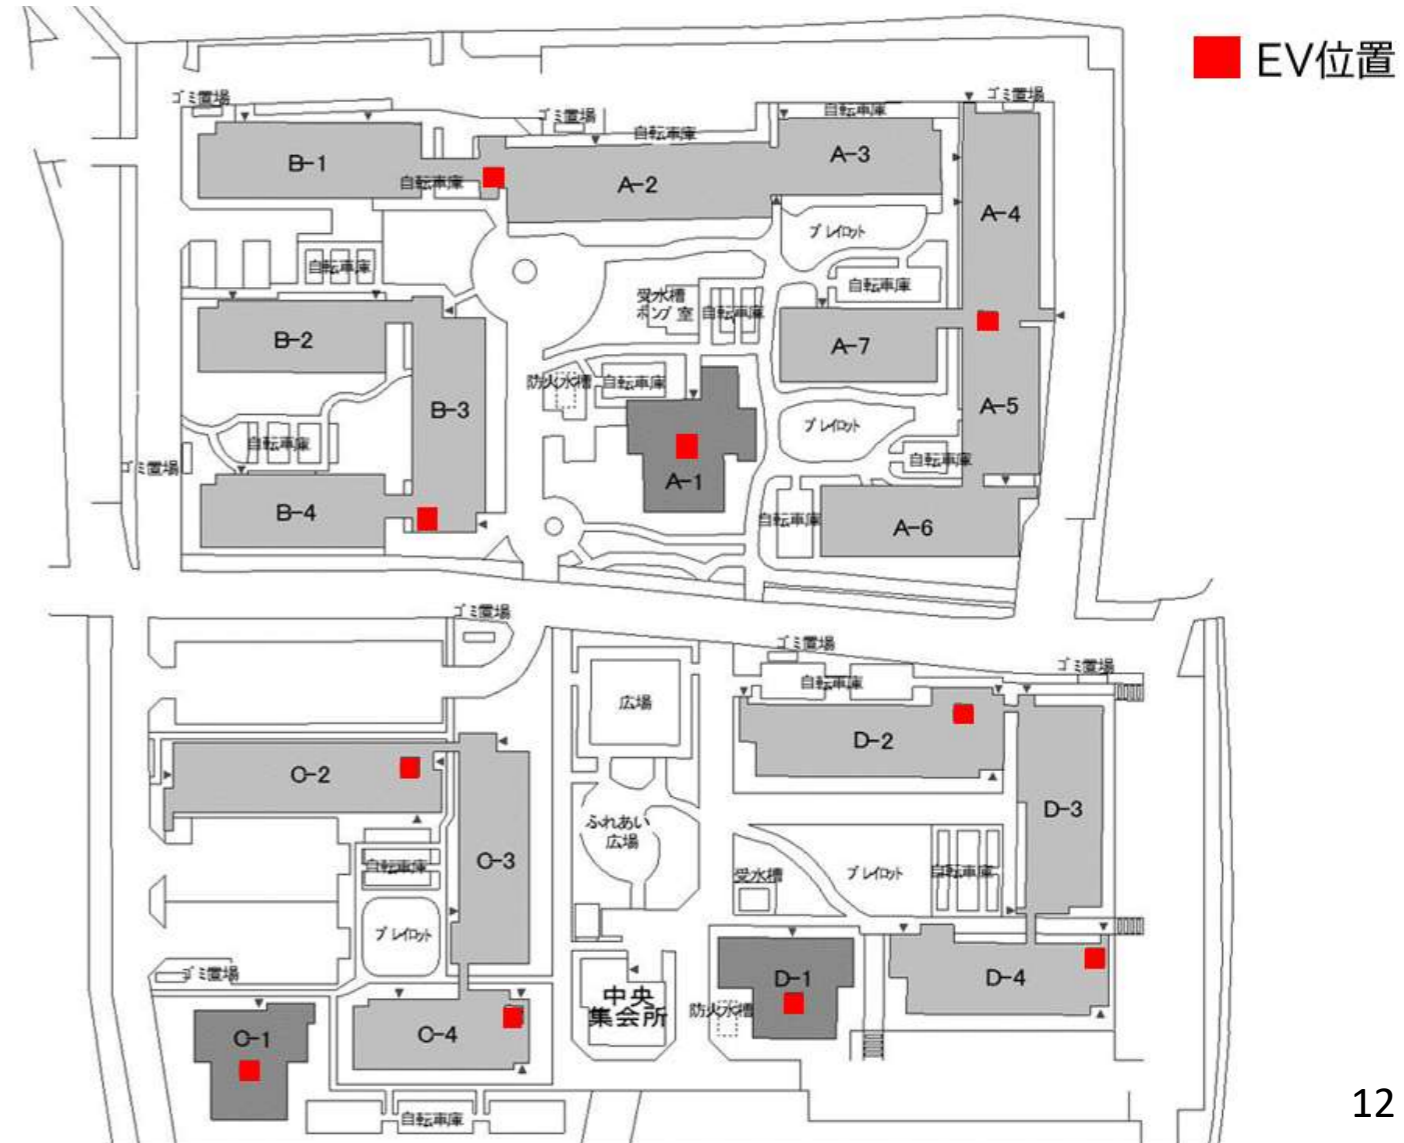 EV位置
ゴミ置場
ゴミ置場
ゴミ置場
自転車庫
自転車庫
B-1
自転車庫
A-2
A-3
A-4
プレイロット
自転車庫
受水槽
ポンプ室
自転車庫
自転車庫
B-2
A-7
防火水槽
自転車庫
B-3
A-5
プレイロット
自転車庫
ゴミ置場
自転車庫
A-1
B-4
自転車庫
A-6
ゴミ置場
ゴミ置場
ゴミ置場
自転車庫
広場
D-2
C-2
D-3
ふれあい
広場
C-3
自転車庫
受水槽
プレイロット
自転車庫
プレイロット
ゴミ置場
D-1
D-4
中央
集会所
防火水槽
C-1
C-4
自転車庫
12